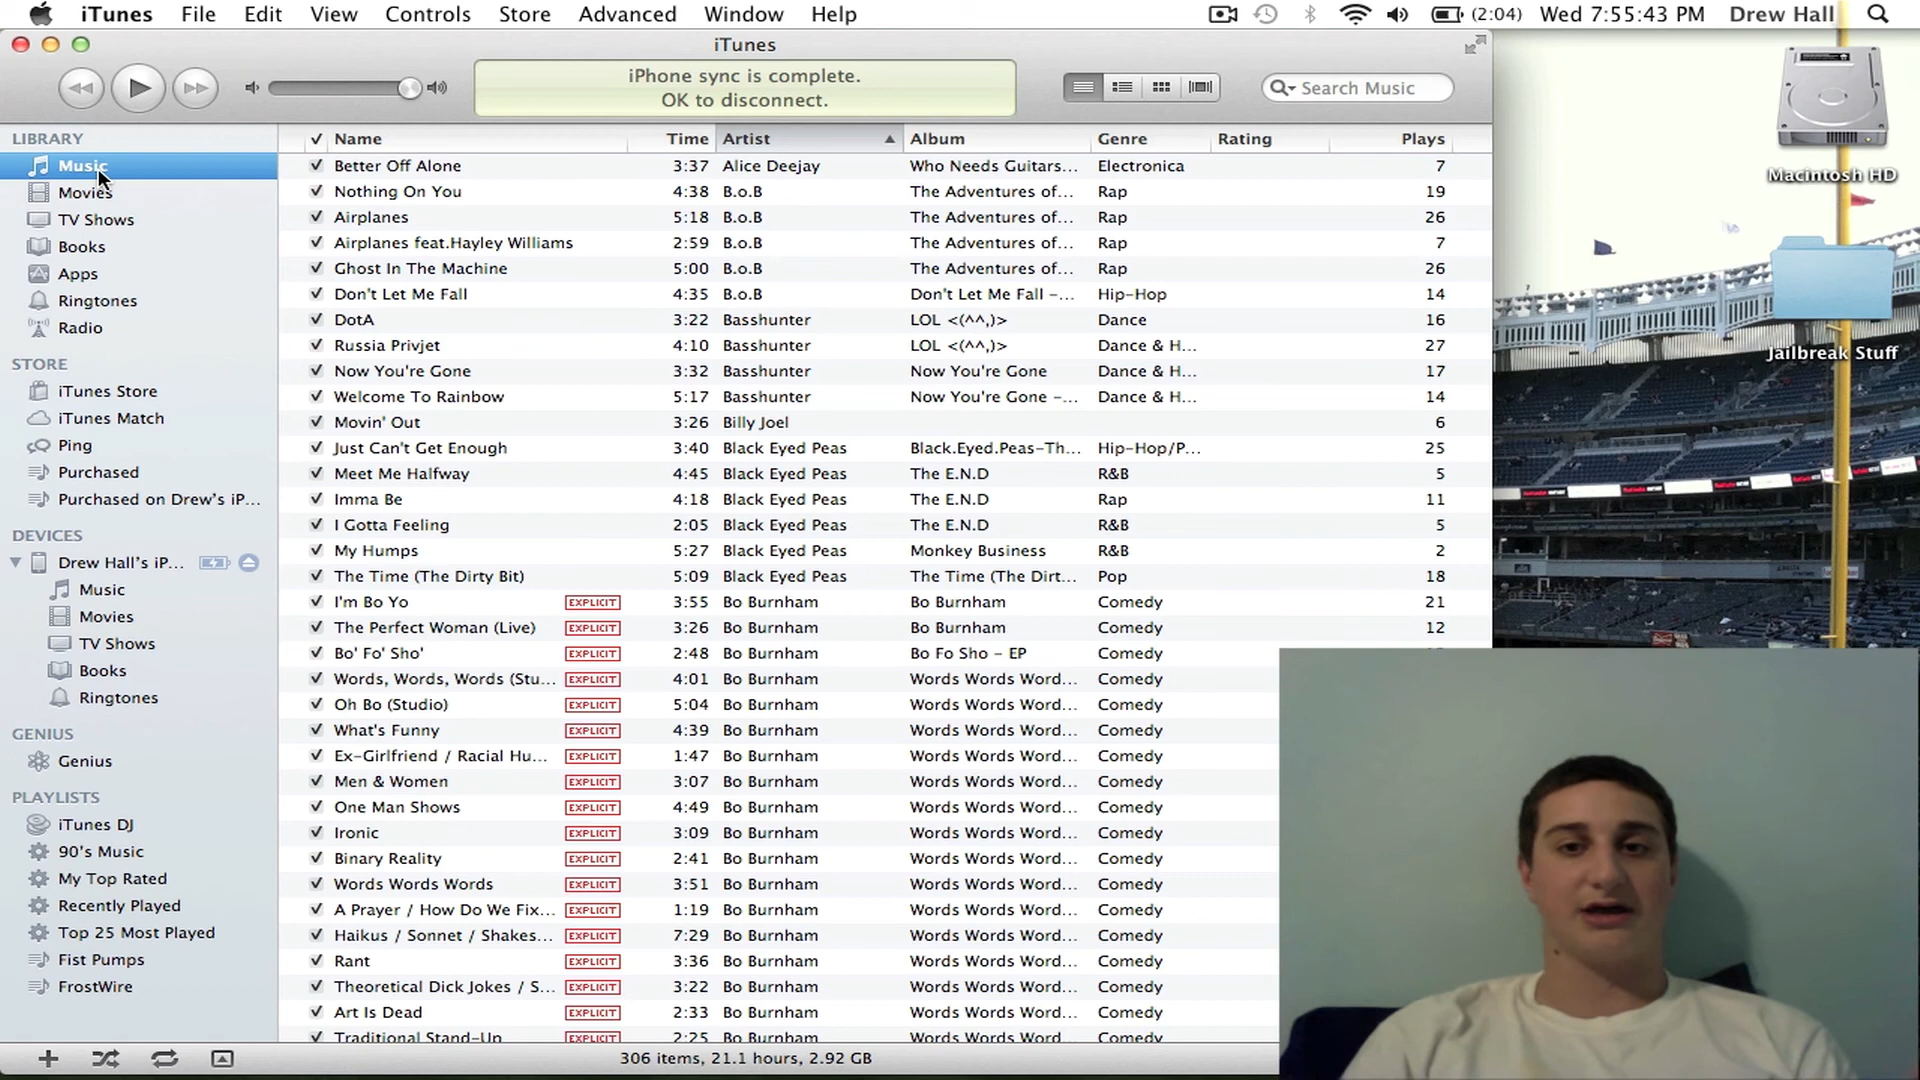 iTunes File Edit View Controls Store Advanced Window Help (2:04) Wed 7:55:43 PM Drew Hall
iTunes
iPhone sync is complete.
OK to disconnect.
Search Music
LIBRARY
Music
Movies
TV Shows
Books
Apps
Ringtones
Radio
STORE
iTunes Store
iTunes Match
Ping
Purchased
Purchased on Drew's iP...
DEVICES
Drew Hall's iP...
Music
Movies
TV Shows
Books
Ringtones
GENIUS
Genius
PLAYLISTS
iTunes DJ
90's Music
My Top Rated
Recently Played
Top 25 Most Played
Fist Pumps
FrostWire
Name Time Artist Album Genre Rating Plays
Better Off Alone 3:37 Alice Deejay Who Needs Guitars... Electronica 7
Nothing On You 4:38 B.o.B The Adventures of... Rap 19
Airplanes 5:18 B.o.B The Adventures of... Rap 26
Airplanes feat.Hayley Williams 2:59 B.o.B The Adventures of... Rap 7
Ghost In The Machine 5:00 B.o.B The Adventures of... Rap 26
Don't Let Me Fall 4:35 B.o.B Don't Let Me Fall -... Hip-Hop 14
DotA 3:22 Basshunter LOL <(^^,)> Dance 16
Russia Privjet 4:10 Basshunter LOL <(^^,)> Dance & H... 27
Now You're Gone 3:32 Basshunter Now You're Gone Dance & H... 17
Welcome To Rainbow 5:17 Basshunter Now You're Gone -... Dance & H... 14
Movin' Out 3:26 Billy Joel 6
Just Can't Get Enough 3:40 Black Eyed Peas Black.Eyed.Peas-Th... Hip-Hop/P... 25
Meet Me Halfway 4:45 Black Eyed Peas The E.N.D R&B 5
Imma Be 4:18 Black Eyed Peas The E.N.D Rap 11
I Gotta Feeling 2:05 Black Eyed Peas The E.N.D R&B 5
My Humps 5:27 Black Eyed Peas Monkey Business R&B 2
The Time (The Dirty Bit) 5:09 Black Eyed Peas The Time (The Dirt... Pop 18
I'm Bo Yo EXPLICIT 3:55 Bo Burnham Bo Burnham Comedy 21
The Perfect Woman (Live) EXPLICIT 3:26 Bo Burnham Bo Burnham Comedy 12
Bo' Fo' Sho' EXPLICIT 2:48 Bo Burnham Bo Fo Sho - EP Comedy
Words, Words, Words (Stu... EXPLICIT 4:01 Bo Burnham Words Words Word... Comedy
Oh Bo (Studio) EXPLICIT 5:04 Bo Burnham Words Words Word... Comedy
What's Funny EXPLICIT 4:39 Bo Burnham Words Words Word... Comedy
Ex-Girlfriend / Racial Hu... EXPLICIT 1:47 Bo Burnham Words Words Word... Comedy
Men & Women EXPLICIT 3:07 Bo Burnham Words Words Word... Comedy
One Man Shows EXPLICIT 4:49 Bo Burnham Words Words Word... Comedy
Ironic EXPLICIT 3:09 Bo Burnham Words Words Word... Comedy
Binary Reality EXPLICIT 2:41 Bo Burnham Words Words Word... Comedy
Words Words Words EXPLICIT 3:51 Bo Burnham Words Words Word... Comedy
A Prayer / How Do We Fix... EXPLICIT 1:19 Bo Burnham Words Words Word... Comedy
Haikus / Sonnet / Shakes... EXPLICIT 7:29 Bo Burnham Words Words Word... Comedy
Rant EXPLICIT 3:36 Bo Burnham Words Words Word... Comedy
Theoretical Dick Jokes / S... EXPLICIT 3:22 Bo Burnham Words Words Word... Comedy
Art Is Dead EXPLICIT 2:33 Bo Burnham Words Words Word... Comedy
Traditional Stand-Up EXPLICIT 2:25 Bo Burnham Words Words Word... Comedy
306 items, 21.1 hours, 2.92 GB
Macintosh HD
Jailbreak Stuff